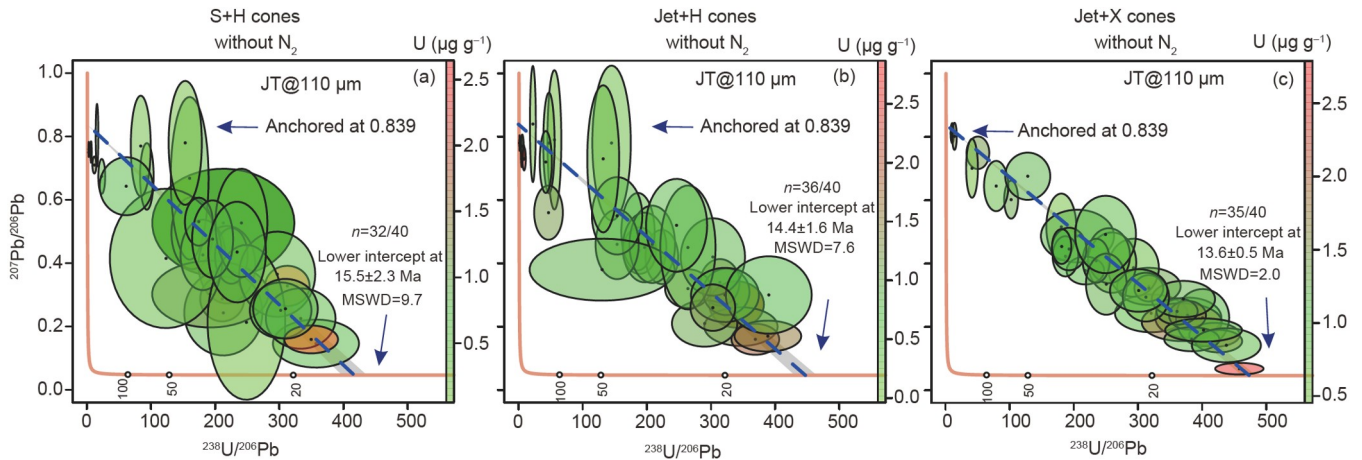 S+H cones
without N₂
U (µg g⁻¹)
(a)
JT@110 µm
Anchored at 0.839
n=32/40
Lower intercept at
15.5±2.3 Ma
MSWD=9.7
1.0
0.8
0.6
0.4
0.2
0.0
²⁰⁷Pb/²⁰⁶Pb
100
50
20
0 100 200 300 400 500
²³⁸U/²⁰⁶Pb
2.5
2.0
1.5
1.0
0.5
Jet+H cones
without N₂
U (µg g⁻¹)
(b)
JT@110 µm
Anchored at 0.839
n=36/40
Lower intercept at
14.4±1.6 Ma
MSWD=7.6
100
50
20
0 100 200 300 400 500
²³⁸U/²⁰⁶Pb
2.5
2.0
1.5
1.0
0.5
Jet+X cones
without N₂
U (µg g⁻¹)
(c)
JT@110 µm
Anchored at 0.839
n=35/40
Lower intercept at
13.6±0.5 Ma
MSWD=2.0
100
50
20
0 100 200 300 400 500
²³⁸U/²⁰⁶Pb
2.5
2.0
1.5
1.0
0.5